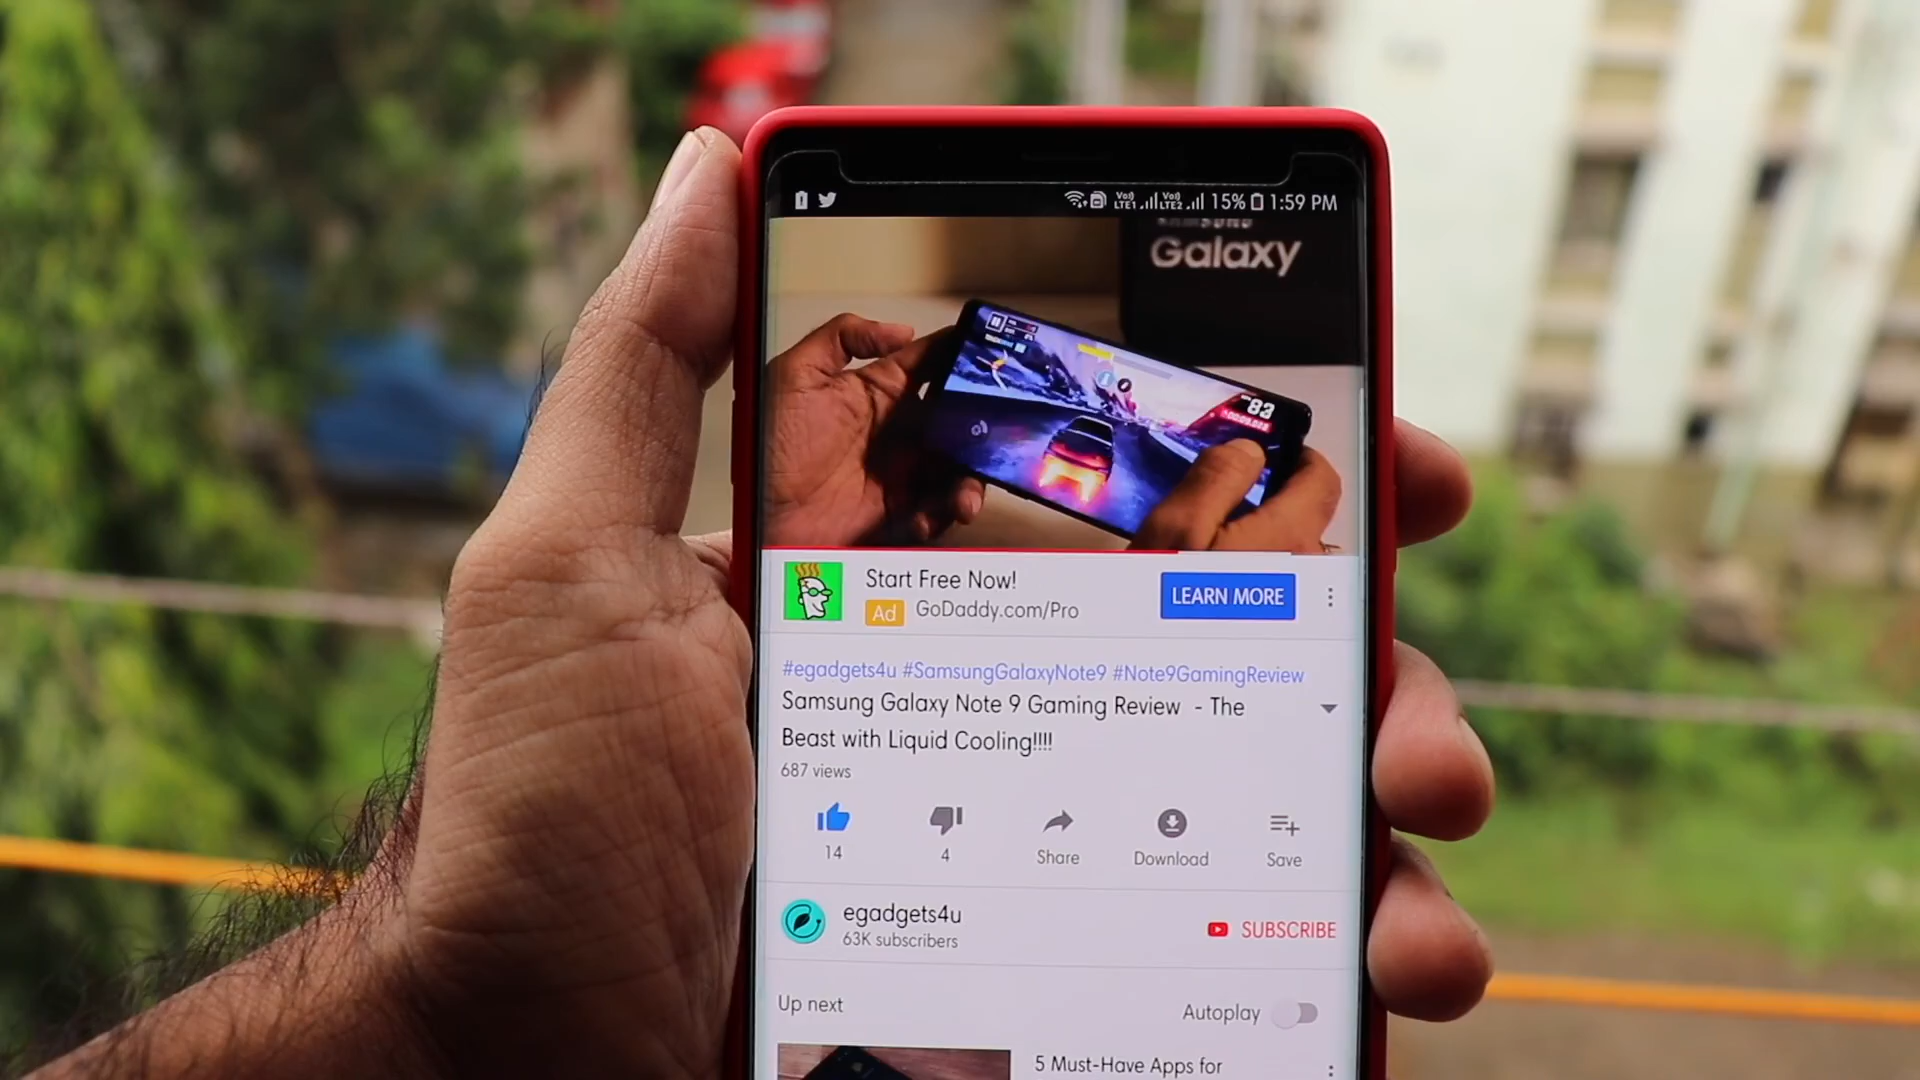 15% 1:59 PM
SAMSUNG
Galaxy
83
Start Free Now!
LEARN MORE
Ad GoDaddy.com/Pro
#egadgets4u #SamsungGalaxyNote9 #Note9GamingReview
Samsung Galaxy Note 9 Gaming Review - The
Beast with Liquid Cooling!!!!
687 views
14
4
Share
Download
Save
egadgets4u
63K subscribers
SUBSCRIBE
Up next
Autoplay
5 Must-Have Apps for